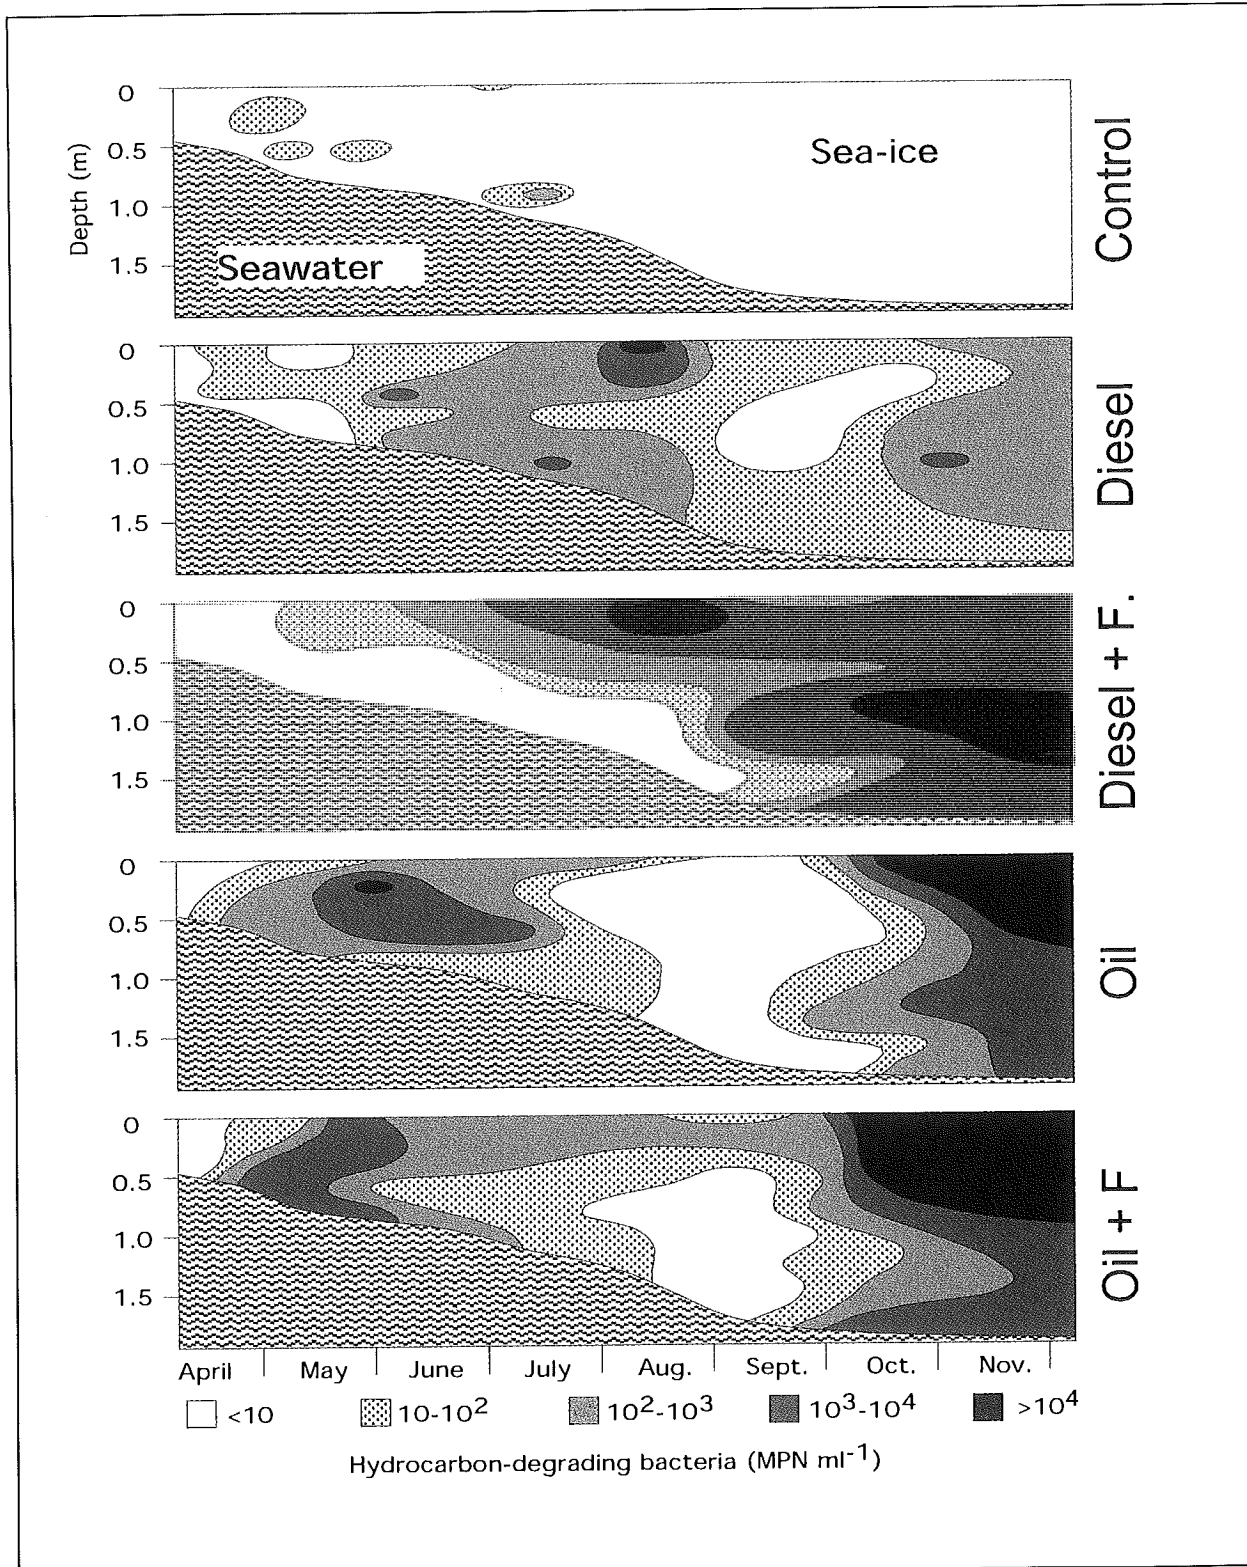 0
0.5
1.0
1.5
Depth (m)
Sea-ice
Seawater
Control
0
0.5
1.0
1.5
Diesel
0
0.5
1.0
1.5
Diesel + F.
0
0.5
1.0
1.5
Oil
0
0.5
1.0
1.5
Oil + F
April May June July Aug. Sept. Oct. Nov.
<10 10-10² 10²-10³ 10³-10⁴ >10⁴
Hydrocarbon-degrading bacteria (MPN ml⁻¹)